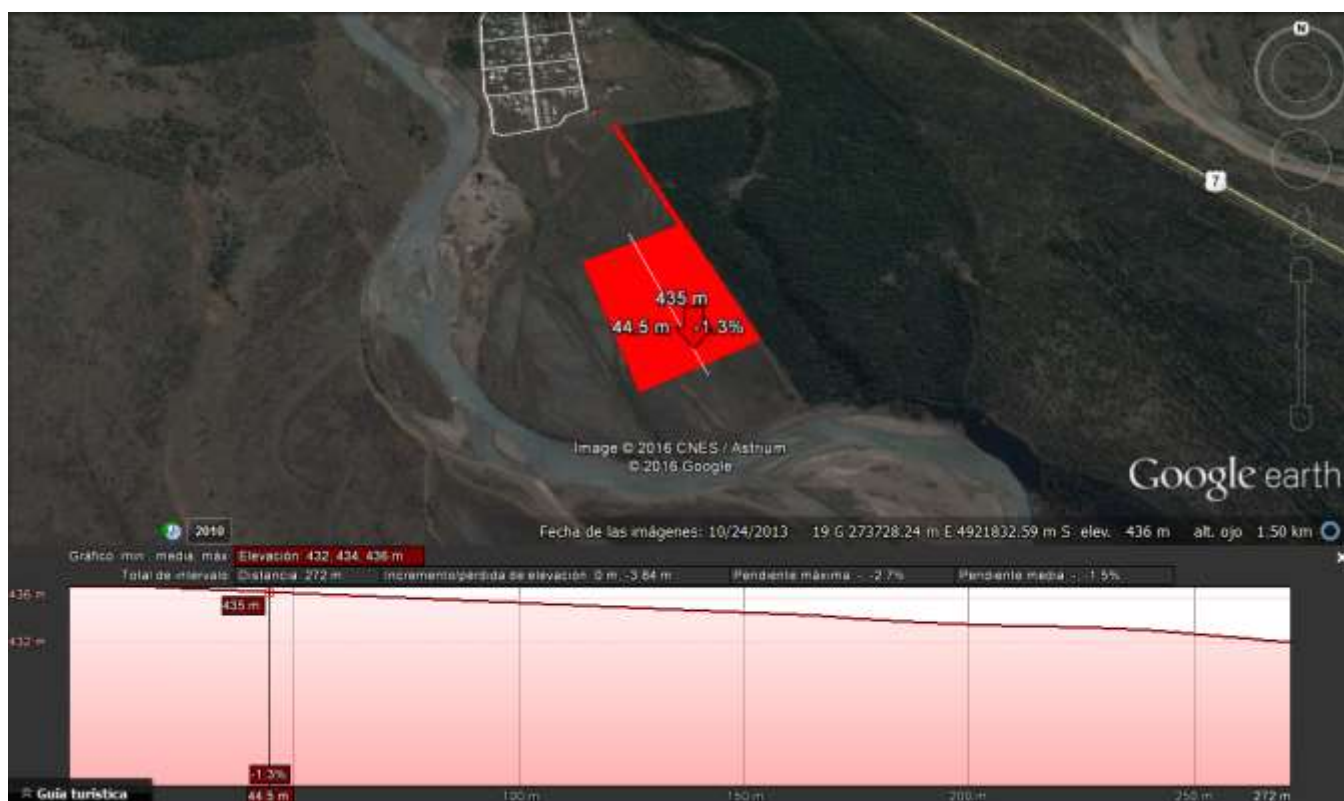 N
7
435 m
44.5 m -1.3%
Image © 2016 CNES / Astrium
© 2016 Google
Google earth
2010 Fecha de las imágenes: 10/24/2013 19 G 273728.24 m E 4921832.59 m S elev. 436 m alt. ojo 1.50 km
Gráfico: mín. media, máx Elevación: 432, 434, 436 m
Total de intervalo: Distancia: 272 m Incremento/pérdida de elevación: 0 m, -3.84 m Pendiente máxima: -, -2.7% Pendiente media: -, -1.5%
436 m
435 m
432 m
-1.3%
Guía turística 44.5 m 100 m 150 m 200 m 250 m 272 m